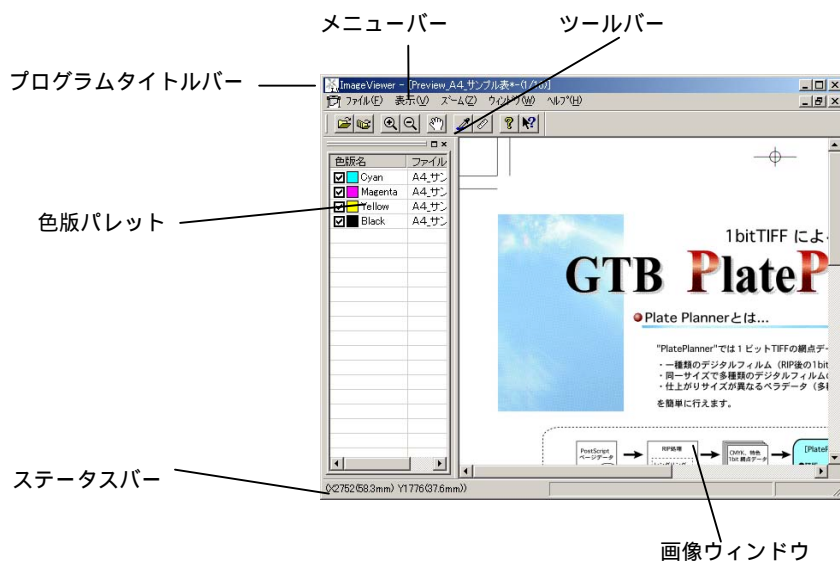 メニューバー
ツールバー
プログラムタイトルバー
ImageViewer - [Preview_A4_サンプル表*-(1/1.6)]
ファイル(F) 表示(V) ズーム(Z) ウィンドウ(W) ヘルプ(H)
色版名 ファイル
Cyan A4_サン
Magenta A4_サン
Yellow A4_サン
Black A4_サン
色版パレット
1bitTIFF によ
GTB PlateP
Plate Plannerとは...
"PlatePlanner"では1ビットTIFFの網点デー
・一種類のデジタルフィルム（RIP後の1bit
・同一サイズで多種類のデジタルフィルム
・仕上がりサイズが異なるベラデータ（多
を簡単に行えます。
PostScript
ページデータ
RIP処理
CMYK、特色
1bit 網点データ
[PlateP
ステータスバー
(X2752(58.3mm) Y1776(37.6mm))
画像ウィンドウ